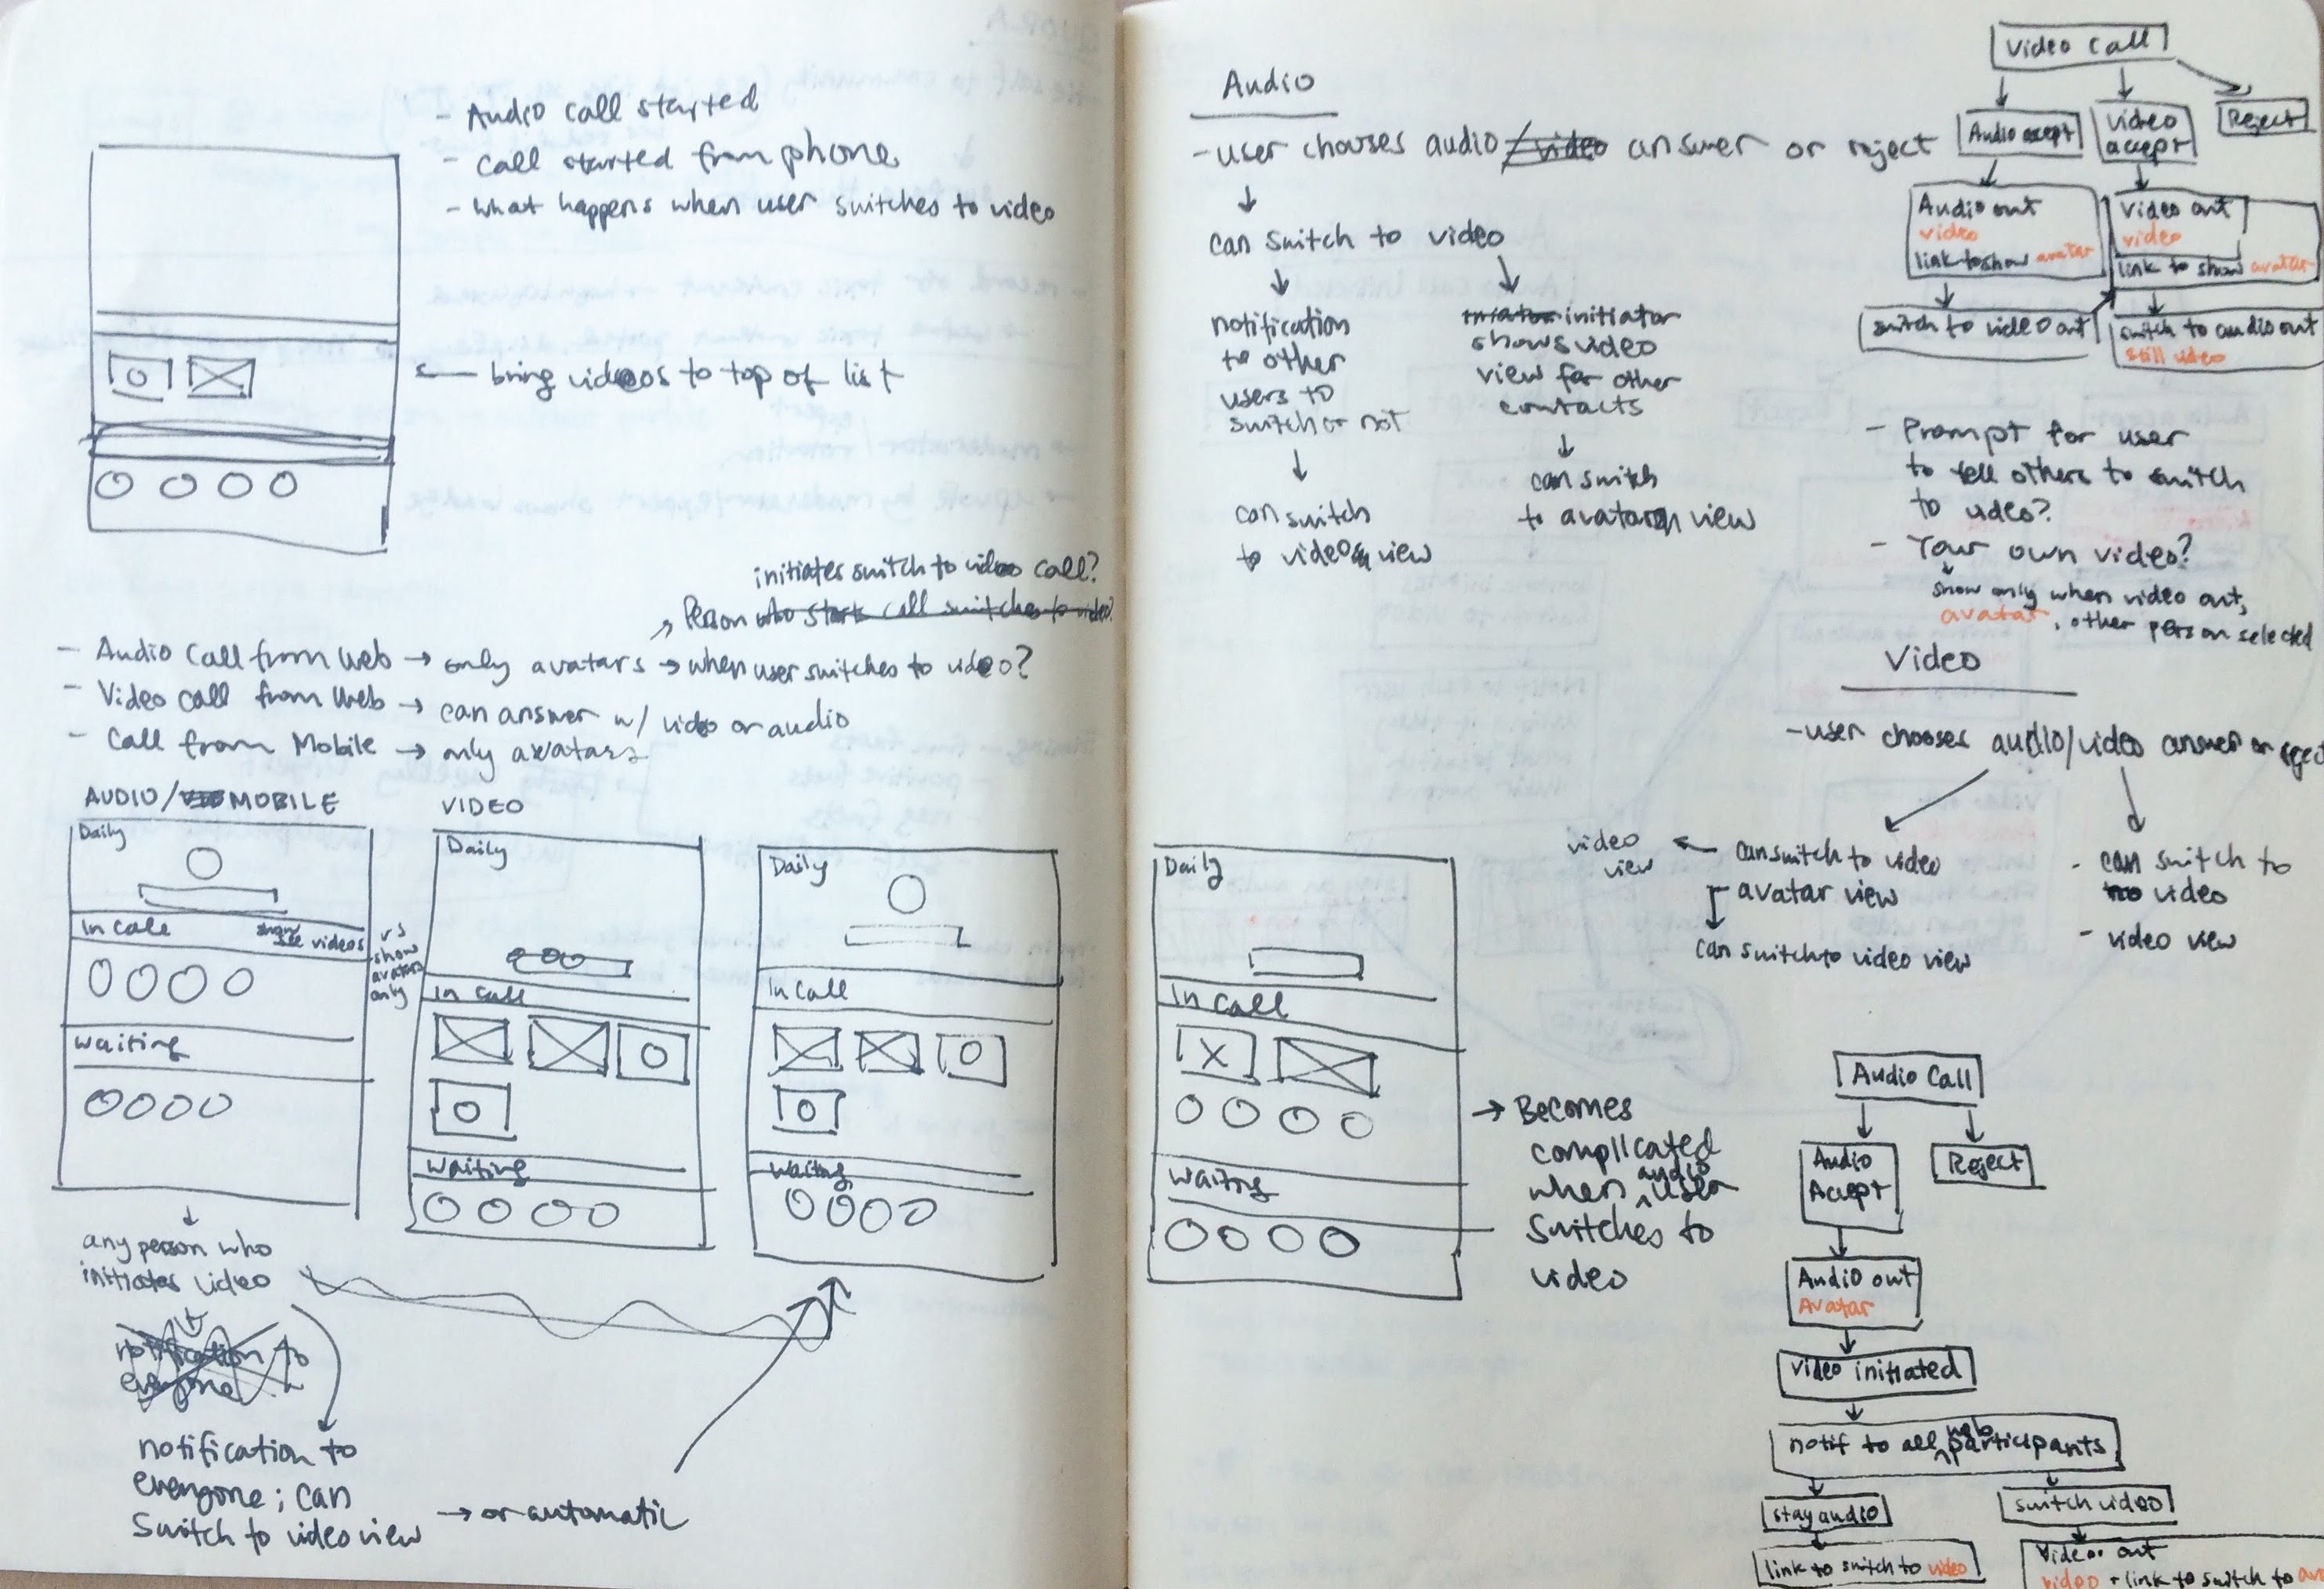 - Audio call started
- call started from phone
- what happens when user switches to video
← bring videos to top of list
initiates switch to video call?
↗ Person who starts call switches to video?
- Audio Call from Web → only avatars → when user switches to video?
- Video call from Web → can answer w/ video or audio
- Call from Mobile → only avatars
AUDIO/MOBILE
Daily
In Call
show
see videos
vs
show
avatars
only
Waiting
any person who
initiates video
notification to
everyone
notification to
everyone; can
switch to video view
→ or automatic
VIDEO
Daily
In Call
Waiting
Daily
In Call
Waiting
Audio
- user chooses audio/video answer or reject
can switch to video
notification
to other
users to
switch or not
can switch
to video view
initiator
shows video
view for other
contacts
can switch
to avatar view
Video Call
Audio accept
Video
accept
Reject
Audio out
video
link to show avatar
Video out
video
link to show avatar
switch to video out
switch to audio out
still video
- Prompt for user
to tell others to switch
to video?
- Your own video?
show only when video out,
avatar, other person selected
Video
- user chooses audio/video answer or reject
video
view
← can switch to video
avatar view
can switch to video view
- can switch to
video
- video view
Daily
In Call
Waiting
→ Becomes
complicated
when audio user
switches to
video
Audio Call
Audio
Accept
Reject
Audio out
Avatar
Video initiated
notif to all web participants
stay audio
link to switch to video
switch video
Video out
video + link to switch to